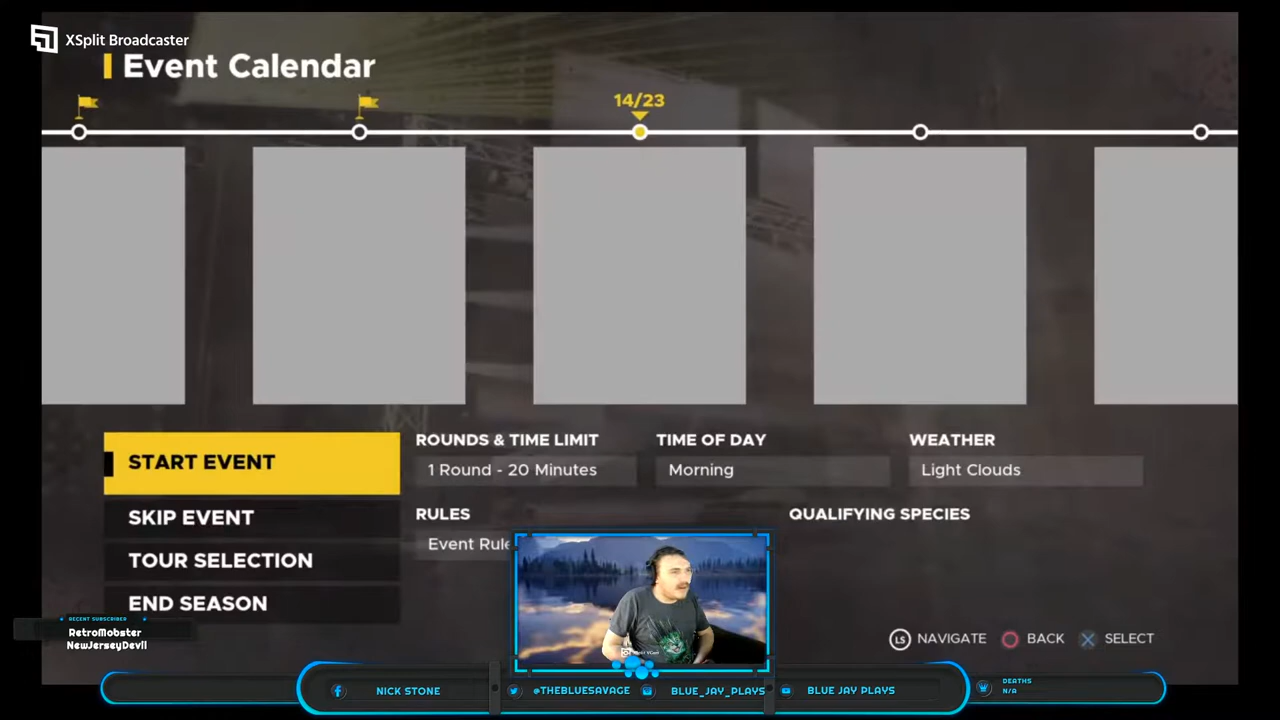 XSplit Broadcaster
Event Calendar
14/23
START EVENT
SKIP EVENT
TOUR SELECTION
END SEASON
ROUNDS & TIME LIMIT
1 Round - 20 Minutes
TIME OF DAY
Morning
WEATHER
Light Clouds
RULES
Event Rule
QUALIFYING SPECIES
LS NAVIGATE
BACK
SELECT
RECENT SUBSCRIBER
RetroMobster
NewJerseyDevil
NICK STONE
@THEBLUESAVAGE
BLUE_JAY_PLAYS
BLUE JAY PLAYS
DEATHS
N/A